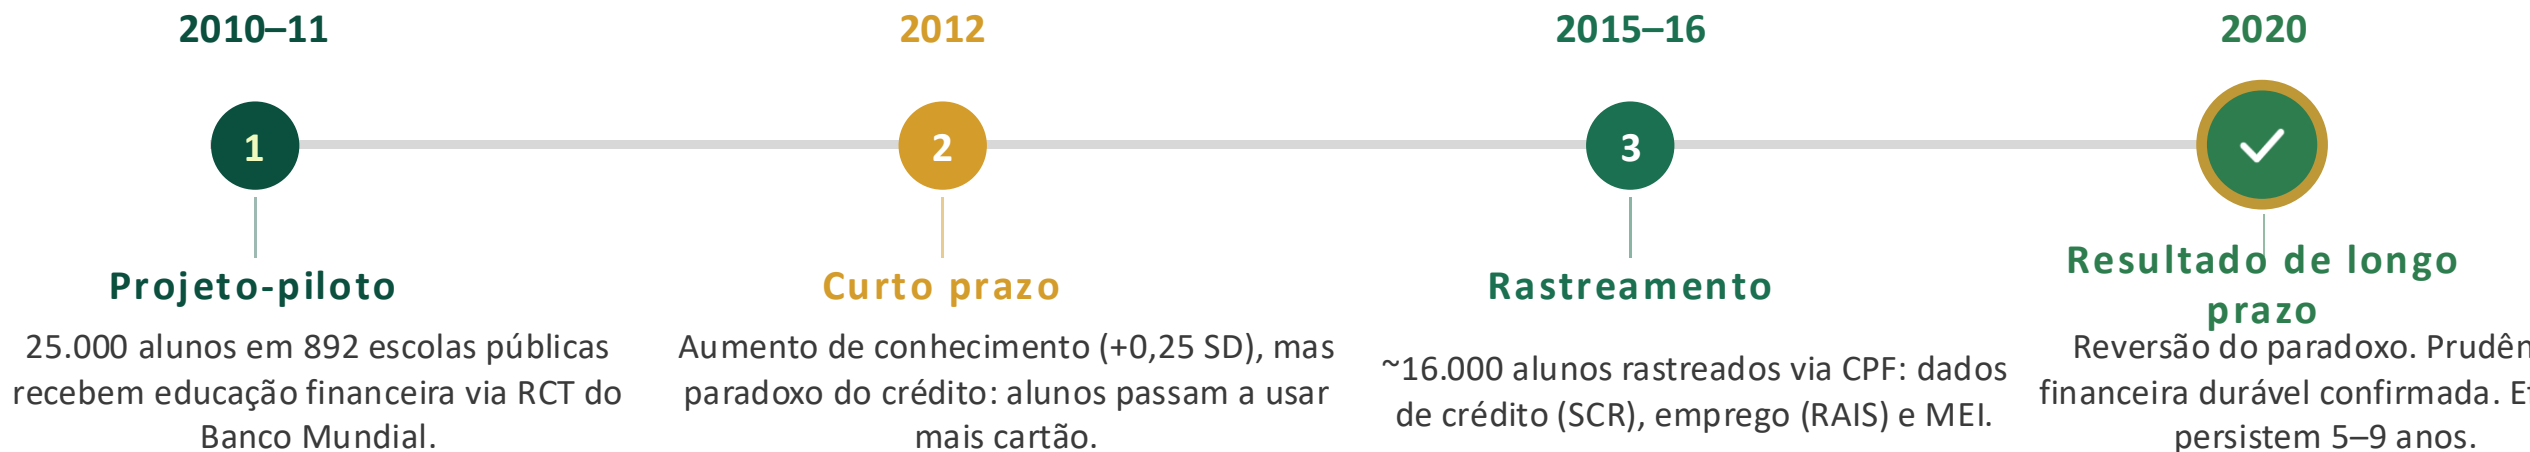 2010–11
2012
2015–16
2020
1
2
3
Projeto-piloto
25.000 alunos em 892 escolas públicas
recebem educação financeira via RCT do
Banco Mundial.
Curto prazo
Aumento de conhecimento (+0,25 SD), mas
paradoxo do crédito: alunos passam a usar
mais cartão.
Rastreamento
~16.000 alunos rastreados via CPF: dados
de crédito (SCR), emprego (RAIS) e MEI.
Resultado de longo
prazo
Reversão do paradoxo.
financeira durável confirmada.
persistem 5–9 anos.